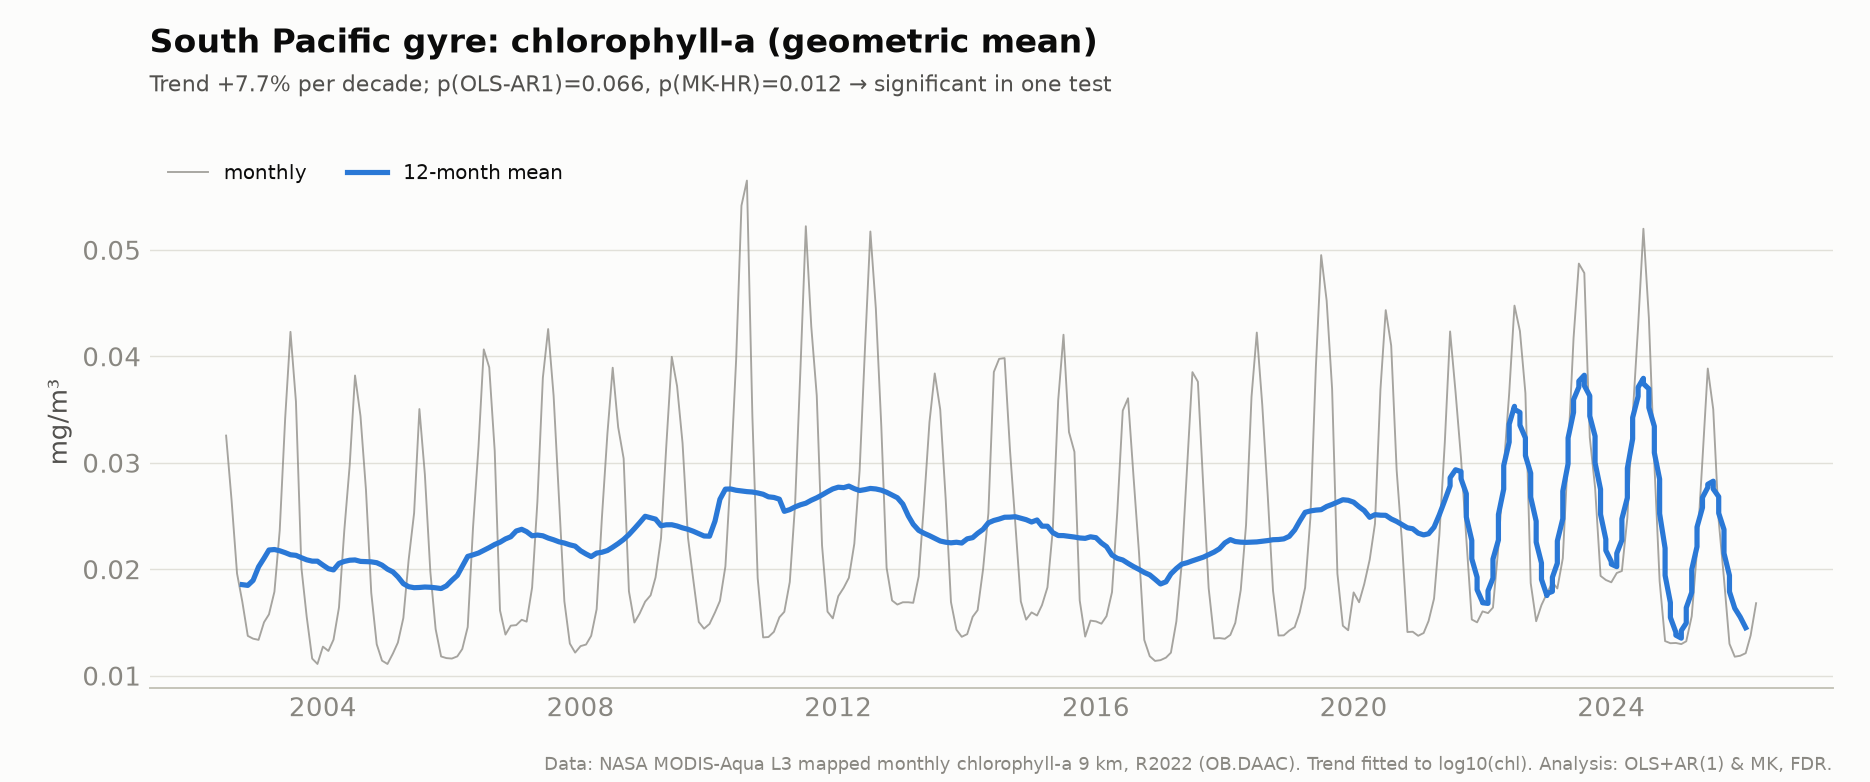 South Pacific gyre: chlorophyll-a (geometric mean)
Trend +7.7% per decade; p(OLS-AR1)=0.066, p(MK-HR)=0.012 → significant in one test
monthly
12-month mean
0.05
0.04
0.03
0.02
0.01
mg/m³
2004
2008
2012
2016
2020
2024
Data: NASA MODIS-Aqua L3 mapped monthly chlorophyll-a 9 km, R2022 (OB.DAAC). Trend fitted to log10(chl). Analysis: OLS+AR(1) & MK, FDR.